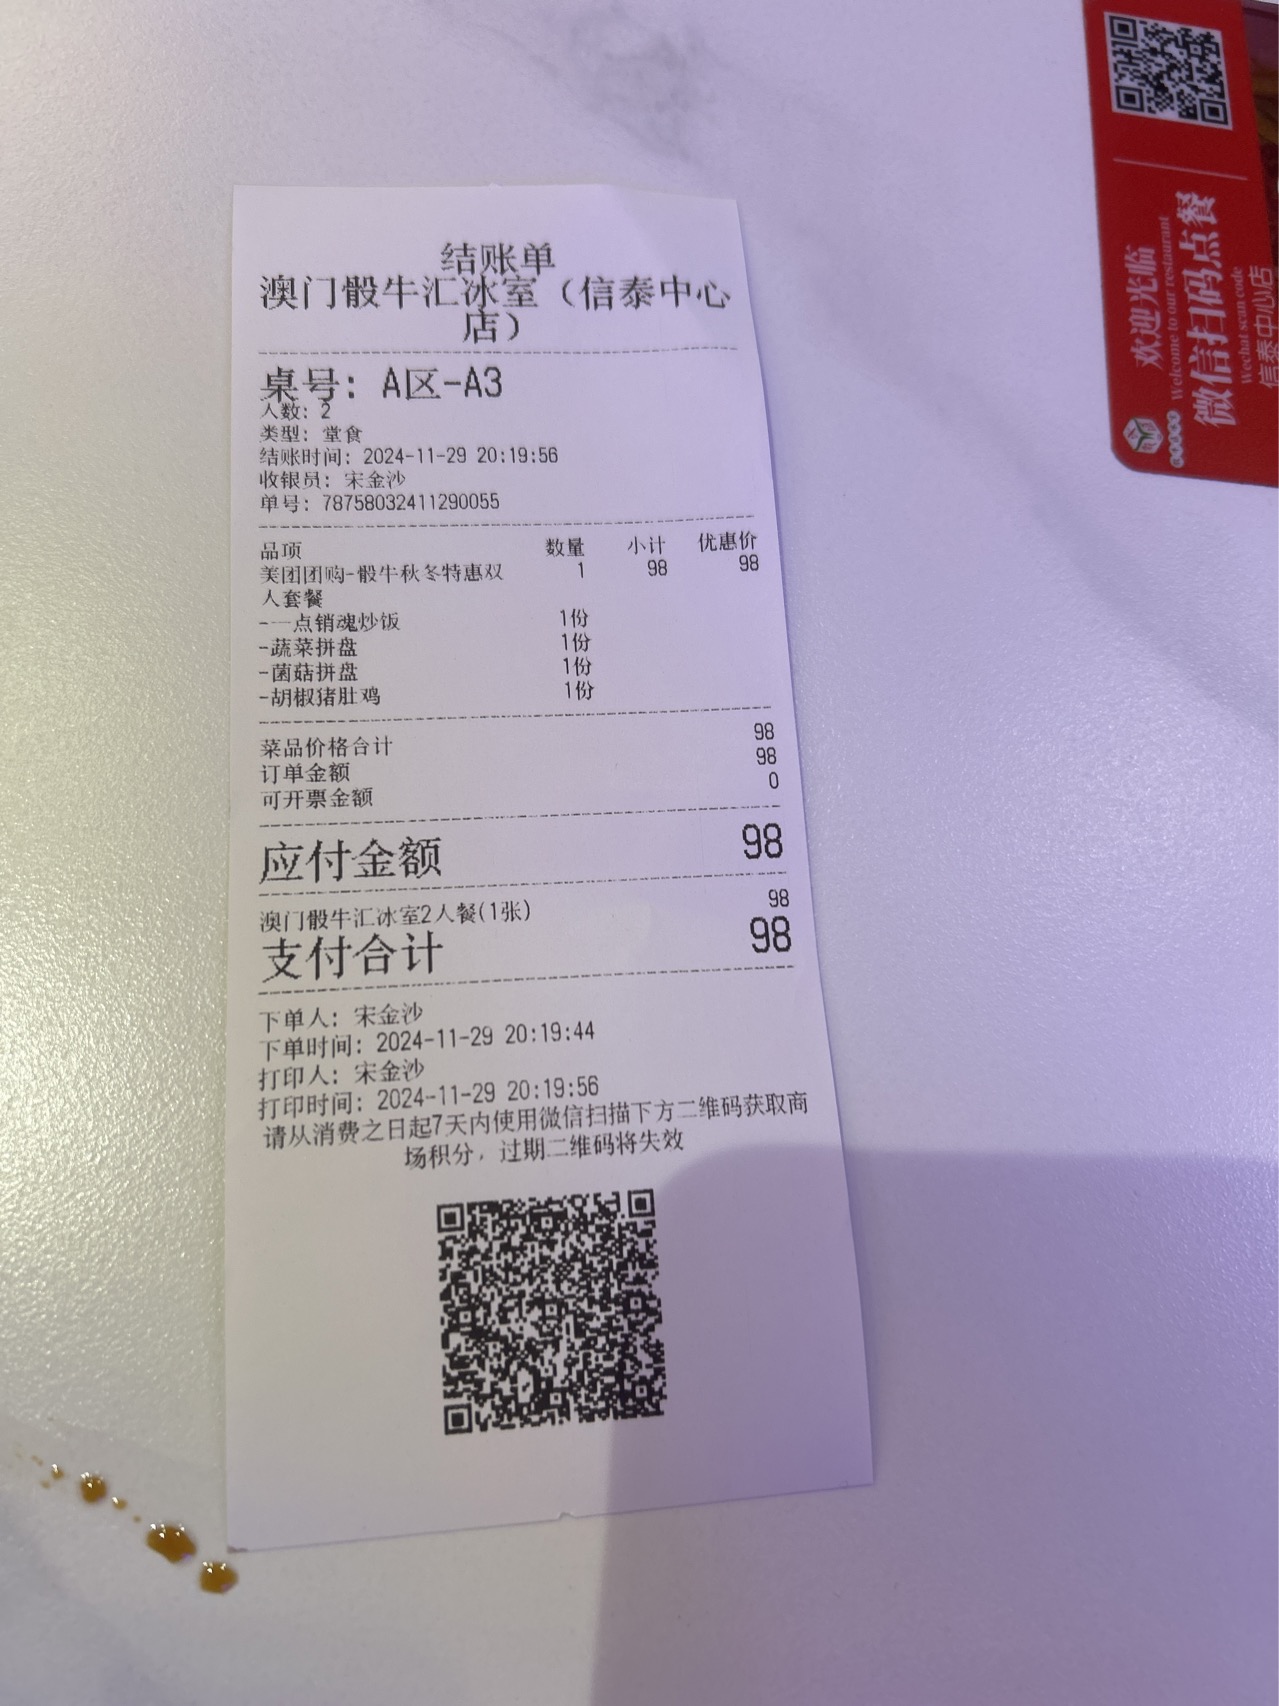 结账单
澳门骰牛汇冰室（信泰中心
店）
桌号：A区-A3
人数：2
类型：堂食
结账时间：2024-11-29 20:19:56
收银员：宋金沙
单号：78758032411290055
品项 数量 小计 优惠价
美团团购-骰牛秋冬特惠双 1 98 98
人套餐
-一点销魂炒饭 1份
-蔬菜拼盘 1份
-菌菇拼盘 1份
-胡椒猪肚鸡 1份
菜品价格合计 98
订单金额 98
可开票金额 0
应付金额 98
澳门骰牛汇冰室2人餐(1张) 98
支付合计 98
下单人：宋金沙
下单时间：2024-11-29 20:19:44
打印人：宋金沙
打印时间：2024-11-29 20:19:56
请从消费之日起7天内使用微信扫描下方二维码获取商
场积分，过期二维码将失效
欢迎光临
Welcome to our restaurant
微信扫码点餐
Wechat scan code
信泰中心店